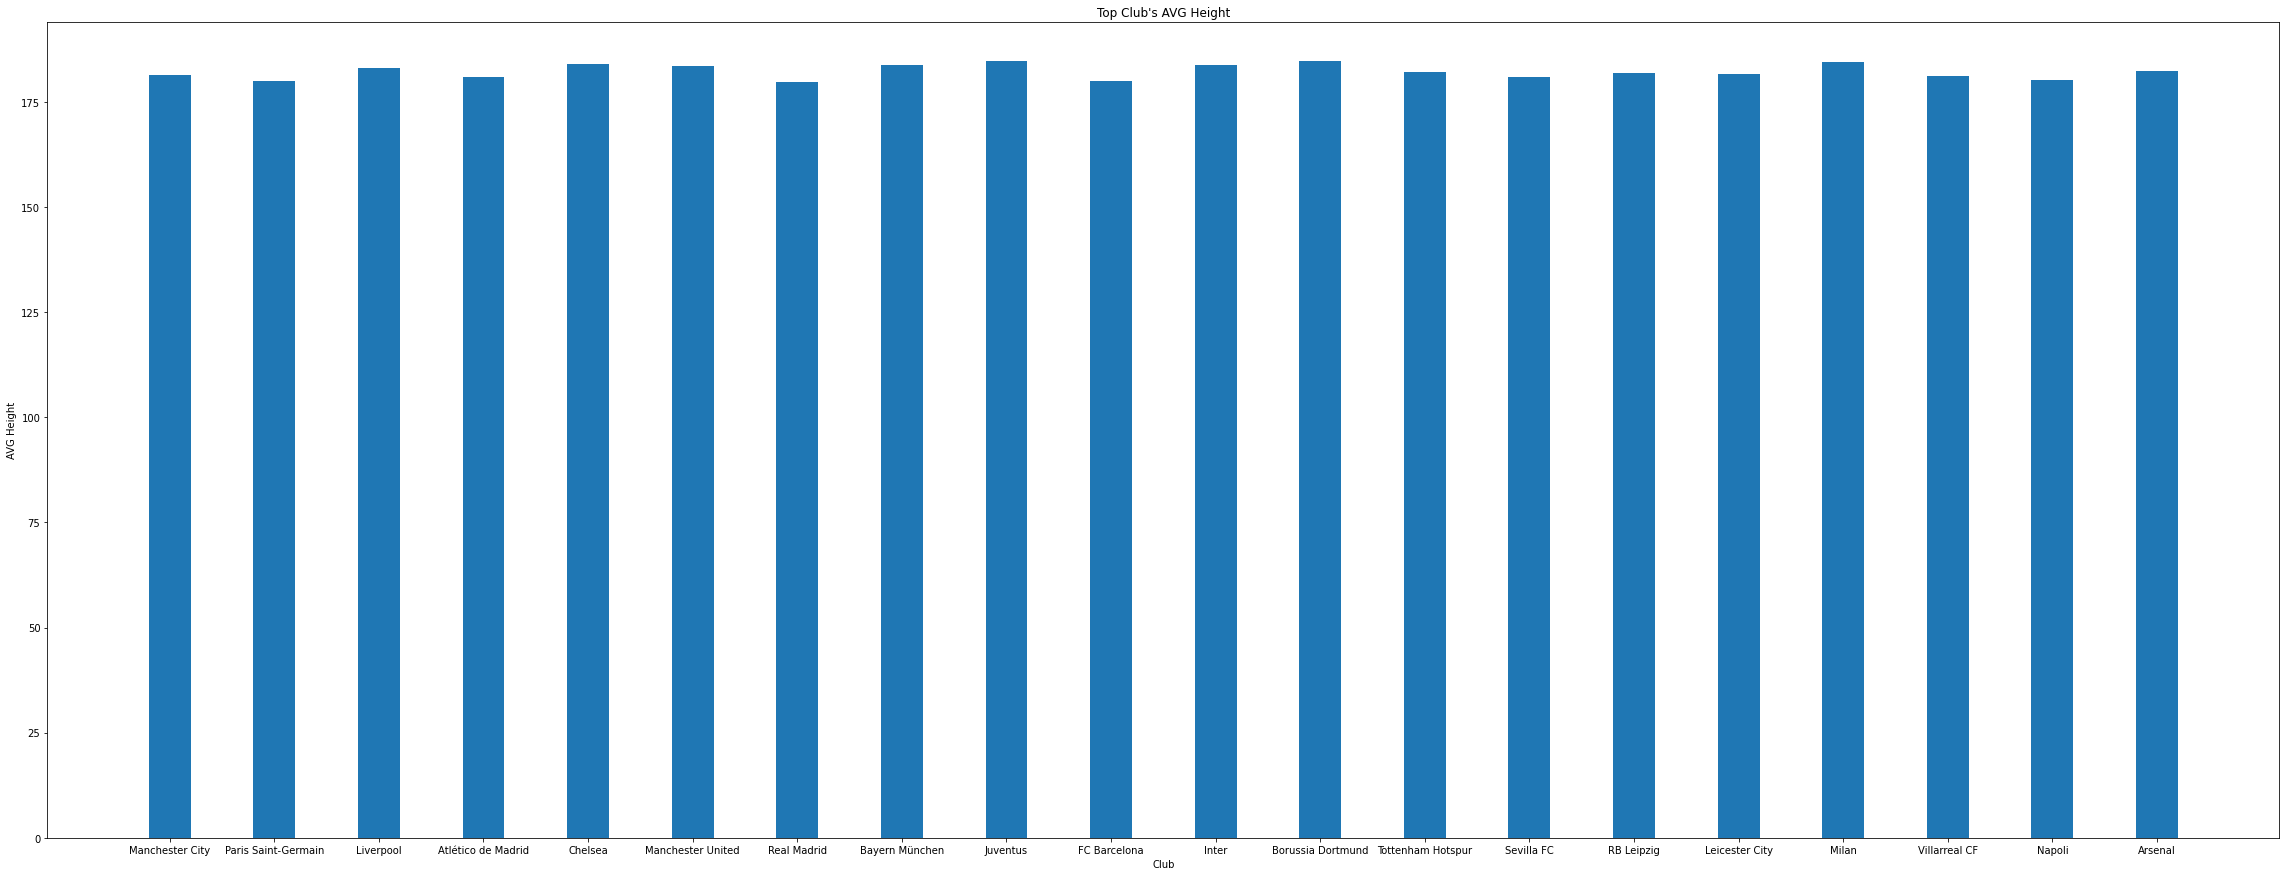 Top Club's AVG Height
AVG Height
175
150
125
100
75
50
25
0
Manchester City Paris Saint-Germain Liverpool Atlético de Madrid Chelsea Manchester United Real Madrid Bayern München Juventus FC Barcelona Inter Borussia Dortmund Tottenham Hotspur Sevilla FC RB Leipzig Leicester City Milan Villarreal CF Napoli Arsenal
Club